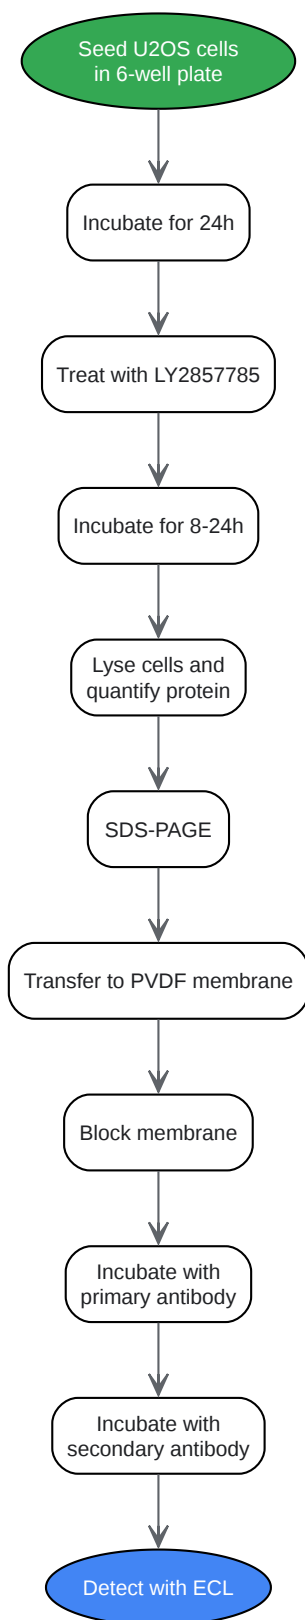 Seed U2OS cells
in 6-well plate
Incubate for 24h
Treat with LY2857785
Incubate for 8-24h
Lyse cells and
quantify protein
SDS-PAGE
Transfer to PVDF membrane
Block membrane
Incubate with
primary antibody
Incubate with
secondary antibody
Detect with ECL